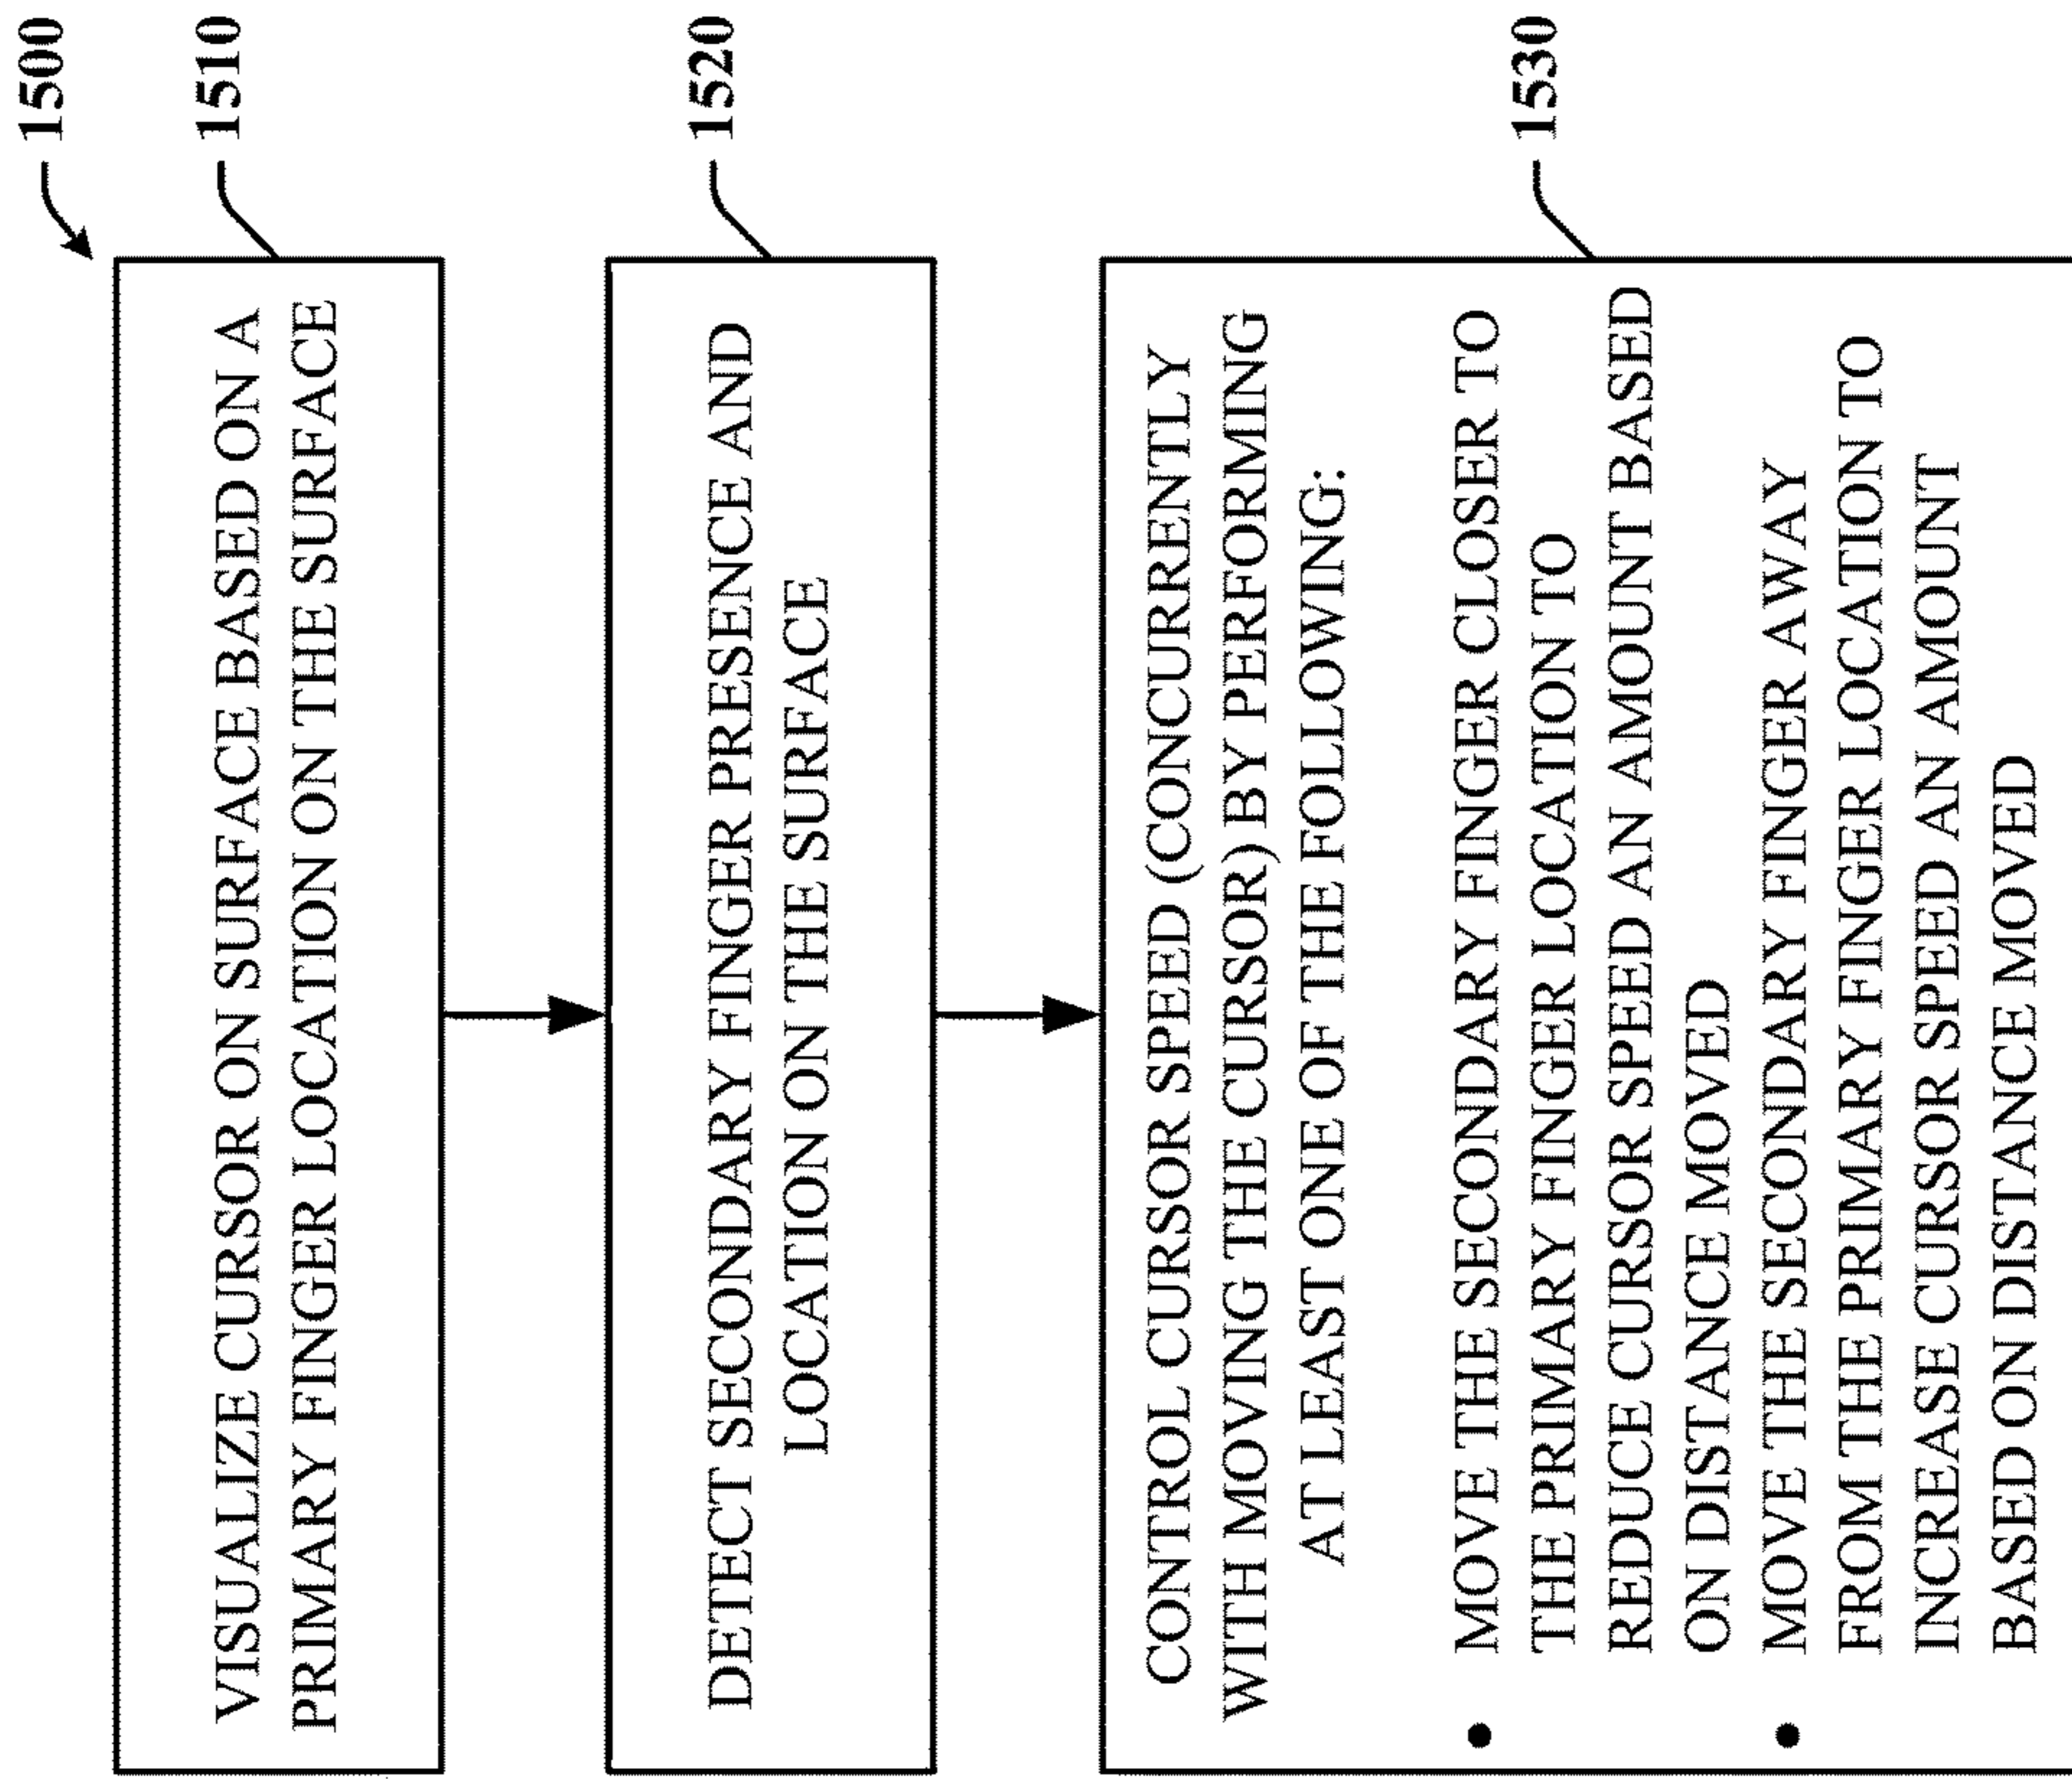 1500
1510
VISUALIZE CURSOR ON SURFACE BASED ON A
PRIMARY FINGER LOCATION ON THE SURFACE
1520
DETECT SECONDARY FINGER PRESENCE AND
LOCATION ON THE SURFACE
1530
CONTROL CURSOR SPEED (CONCURRENTLY
WITH MOVING THE CURSOR) BY PERFORMING
AT LEAST ONE OF THE FOLLOWING:
• MOVE THE SECONDARY FINGER CLOSER TO
THE PRIMARY FINGER LOCATION TO
REDUCE CURSOR SPEED AN AMOUNT BASED
ON DISTANCE MOVED
• MOVE THE SECONDARY FINGER AWAY
FROM THE PRIMARY FINGER LOCATION TO
INCREASE CURSOR SPEED AN AMOUNT
BASED ON DISTANCE MOVED